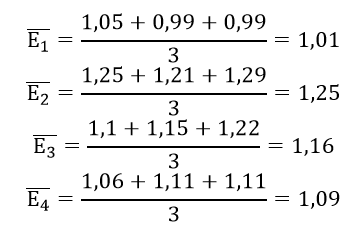 E̅₁ = (1,05 + 0,99 + 0,99)/3 = 1,01
E̅₂ = (1,25 + 1,21 + 1,29)/3 = 1,25
E̅₃ = (1,1 + 1,15 + 1,22)/3 = 1,16
E̅₄ = (1,06 + 1,11 + 1,11)/3 = 1,09